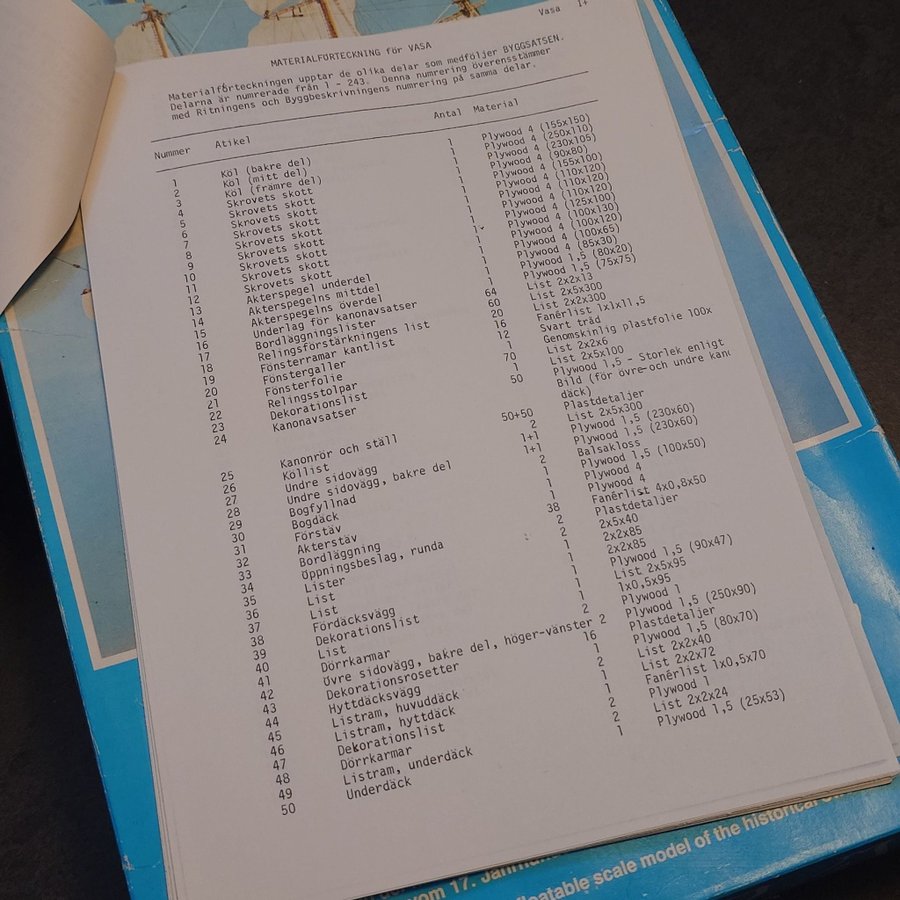 Vasa 1+
MATERIALFÖRTECKNING för VASA
Materialförteckningen upptar de olika delar som medföljer BYGGSATSEN.
Delarna är numrerade från 1 - 243. Denna numrering överensstämmer
med Ritningens och Byggbeskrivningens numrering på samma delar.
Nummer Atikel Antal Material
1 Köl (bakre del) 1 Plywood 4 (155x150)
2 Köl (mitt del) 1 Plywood 4 (250x110)
3 Köl (främre del) 1 Plywood 4 (230x105)
4 Skrovets skott 1 Plywood 4 (90x80)
5 Skrovets skott 1 Plywood 4 (155x100)
6 Skrovets skott 1 Plywood 4 (110x120)
7 Skrovets skott 1 Plywood 4 (110x120)
8 Skrovets skott 1 Plywood 4 (110x120)
9 Skrovets skott 1 Plywood 4 (125x100)
10 Skrovets skott 1 Plywood 4 (100x130)
11 Skrovets skott 1 Plywood 4 (100x120)
12 Skrovets skott 1 Plywood 4 (100x65)
13 Akterspegel underdel 1 Plywood 4 (85x30)
14 Akterspegelns mittdel 1 Plywood 1,5 (80x20)
15 Akterspegelns överdel 1 Plywood 1,5 (75x75)
16 Underlag för kanonavsatser 64 List 2x2x13
17 Bordläggningslister 60 List 2x5x300
18 Relingsförstärkningens list 20 List 2x2x300
19 Fönsterramar kantlist 16 Fanérlist 1x1x11,5
20 Fönstergaller 12 Svart tråd
21 Fönsterfolie 1 Genomskinlig plastfolie 100x
22 Relingsstolpar 70 List 2x2x6
23 Dekorationslist 1 List 2x5x100
24 Kanonavsatser 50 Plywood 1,5 - Storlek enligt
Bild (för övre-och undre kan
däck)
25 Kanonrör och ställ 50+50 Plastdetaljer
26 Köllist 2 List 2x5x300
27 Undre sidovägg 1+1 Plywood 1,5 (230x60)
28 Undre sidovägg, bakre del 1+1 Plywood 1,5 (230x60)
29 Bogfyllnad 2 Balsakloss
30 Bogdäck 1 Plywood 1,5 (100x50)
31 Förstäv 1 Plywood 4
32 Akterstäv 1 Plywood 4
33 Bordläggning 1 Fanérlist 4x0,8x50
34 Öppningsbeslag, runda 38 Plastdetaljer
35 Lister 2 2x5x40
36 List 2 2x2x85
37 List 1 2x2x85
38 Fördäcksvägg 1 Plywood 1,5 (90x47)
39 Dekorationslist 1 List 2x5x95
40 List 1 1x0,5x95
41 Dörrkarmar 2 Plywood 1
42 Övre sidovägg, bakre del, höger-vänster 2 Plywood 1,5 (250x90)
43 Dekorationsrosetter 16 Plastdetaljer
44 Hyttdäcksvägg 1 Plywood 1,5 (80x70)
45 Listram, huvuddäck 2 List 2x2x40
46 Listram, hyttdäck 1 List 2x2x72
47 Dekorationslist 1 Fanérlist 1x0,5x70
48 Dörrkarmar 2 Plywood 1
49 Listram, underdäck 2 List 2x2x24
50 Underdäck 1 Plywood 1,5 (25x53)
vom 17. Jahrhun
floatable scale model of the historical